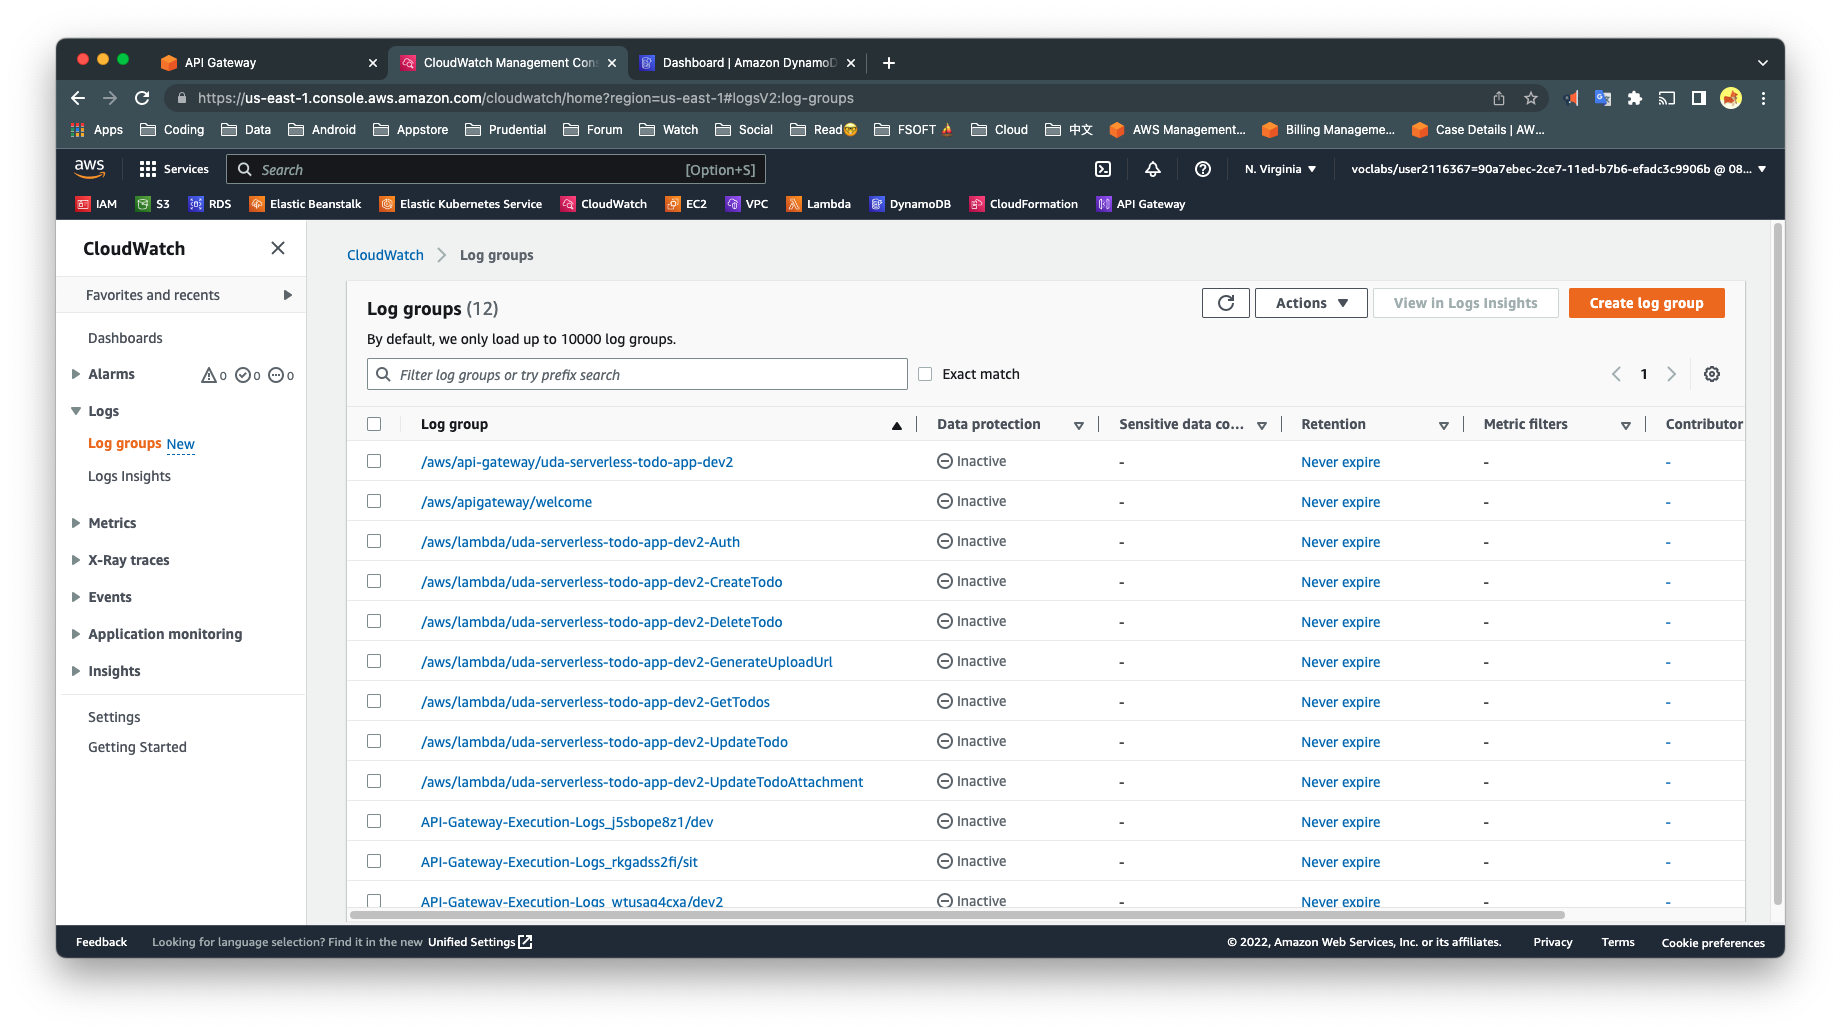 API Gateway
CloudWatch Management Con
Dashboard | Amazon DynamoD
https://us-east-1.console.aws.amazon.com/cloudwatch/home?region=us-east-1#logsV2:log-groups
Apps Coding Data Android Appstore Prudential Forum Watch Social Read🤓 FSOFT Cloud 中文 AWS Management... Billing Manageme... Case Details | AW...
aws Services Search [Option+S] N. Virginia voclabs/user2116367=90a7ebec-2ce7-11ed-b7b6-efadc3c9906b @ 08...
IAM S3 RDS Elastic Beanstalk Elastic Kubernetes Service CloudWatch EC2 VPC Lambda DynamoDB CloudFormation API Gateway
CloudWatch
Favorites and recents
Dashboards
Alarms 0 0 0
Logs
Log groups New
Logs Insights
Metrics
X-Ray traces
Events
Application monitoring
Insights
Settings
Getting Started
CloudWatch Log groups
Log groups (12)
Actions View in Logs Insights Create log group
By default, we only load up to 10000 log groups.
Filter log groups or try prefix search Exact match 1
Log group Data protection Sensitive data co... Retention Metric filters Contributor
/aws/api-gateway/uda-serverless-todo-app-dev2 Inactive - Never expire - -
/aws/apigateway/welcome Inactive - Never expire - -
/aws/lambda/uda-serverless-todo-app-dev2-Auth Inactive - Never expire - -
/aws/lambda/uda-serverless-todo-app-dev2-CreateTodo Inactive - Never expire - -
/aws/lambda/uda-serverless-todo-app-dev2-DeleteTodo Inactive - Never expire - -
/aws/lambda/uda-serverless-todo-app-dev2-GenerateUploadUrl Inactive - Never expire - -
/aws/lambda/uda-serverless-todo-app-dev2-GetTodos Inactive - Never expire - -
/aws/lambda/uda-serverless-todo-app-dev2-UpdateTodo Inactive - Never expire - -
/aws/lambda/uda-serverless-todo-app-dev2-UpdateTodoAttachment Inactive - Never expire - -
API-Gateway-Execution-Logs_j5sbope8z1/dev Inactive - Never expire - -
API-Gateway-Execution-Logs_rkgadss2fi/sit Inactive - Never expire - -
API-Gateway-Execution-Logs_wtusag4cxa/dev2 Inactive - Never expire - -
Feedback Looking for language selection? Find it in the new Unified Settings © 2022, Amazon Web Services, Inc. or its affiliates. Privacy Terms Cookie preferences